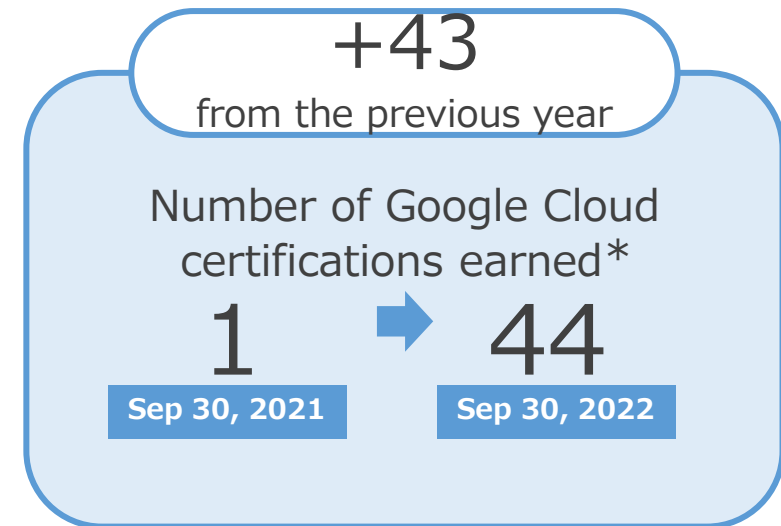 +43
from the previous year
Number of Google Cloud
certifications earned*
1 44
Sep 30, 2021 Sep 30, 2022